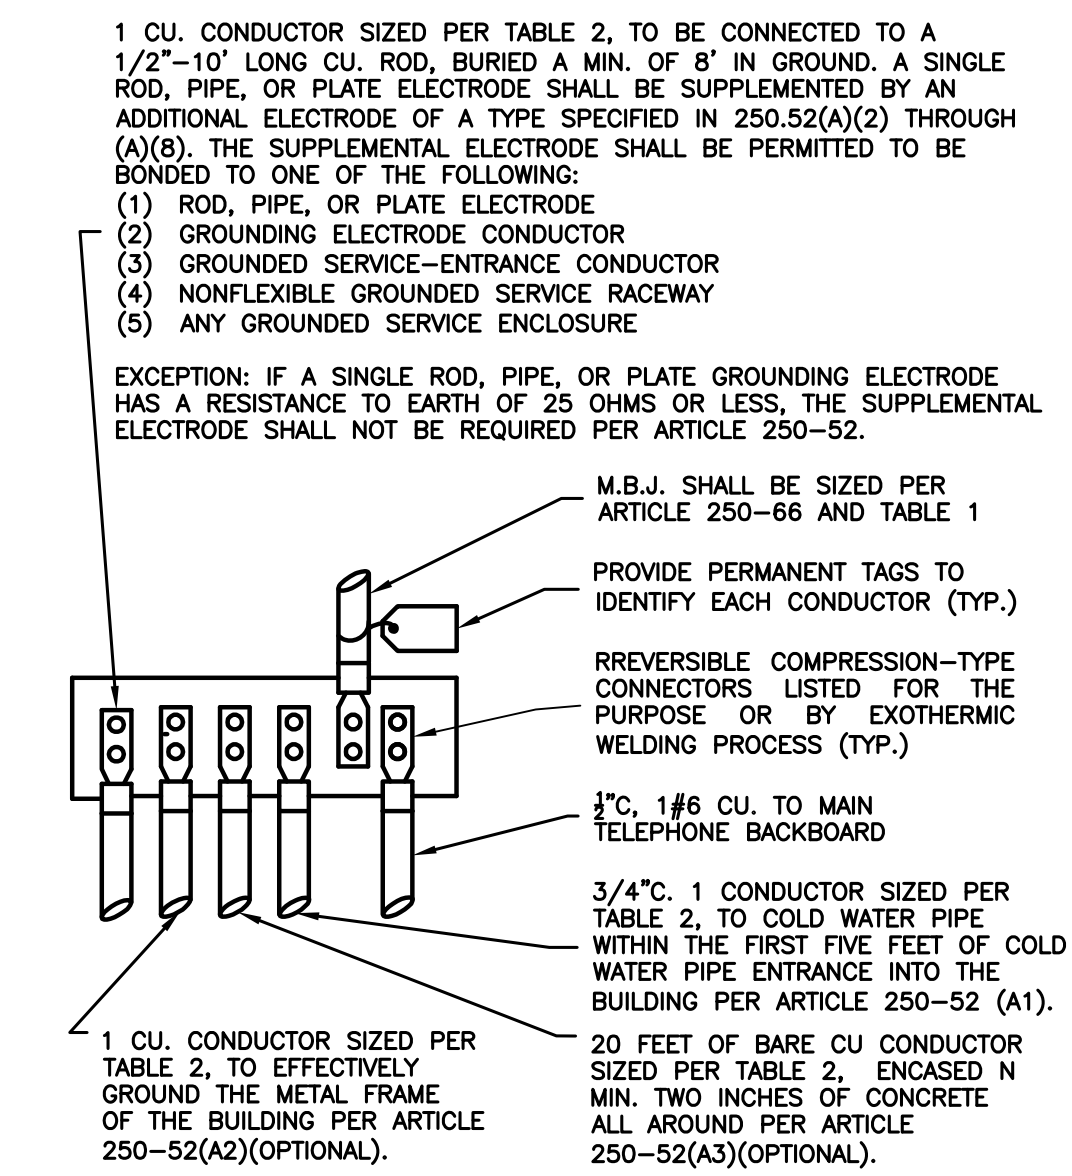 1 CU. CONDUCTOR SIZED PER TABLE 2, TO BE CONNECTED TO A
1/2"-10' LONG CU. ROD, BURIED A MIN. OF 8' IN GROUND. A SINGLE
ROD, PIPE, OR PLATE ELECTRODE SHALL BE SUPPLEMENTED BY AN
ADDITIONAL ELECTRODE OF A TYPE SPECIFIED IN 250.52(A)(2) THROUGH
(A)(8). THE SUPPLEMENTAL ELECTRODE SHALL BE PERMITTED TO BE
BONDED TO ONE OF THE FOLLOWING:
(1) ROD, PIPE, OR PLATE ELECTRODE
(2) GROUNDING ELECTRODE CONDUCTOR
(3) GROUNDED SERVICE-ENTRANCE CONDUCTOR
(4) NONFLEXIBLE GROUNDED SERVICE RACEWAY
(5) ANY GROUNDED SERVICE ENCLOSURE
EXCEPTION: IF A SINGLE ROD, PIPE, OR PLATE GROUNDING ELECTRODE
HAS A RESISTANCE TO EARTH OF 25 OHMS OR LESS, THE SUPPLEMENTAL
ELECTRODE SHALL NOT BE REQUIRED PER ARTICLE 250-52.
M.B.J. SHALL BE SIZED PER
ARTICLE 250-66 AND TABLE 1
PROVIDE PERMANENT TAGS TO
IDENTIFY EACH CONDUCTOR (TYP.)
RREVERSIBLE COMPRESSION-TYPE
CONNECTORS LISTED FOR THE
PURPOSE OR BY EXOTHERMIC
WELDING PROCESS (TYP.)
½"C, 1#6 CU. TO MAIN
TELEPHONE BACKBOARD
3/4"C. 1 CONDUCTOR SIZED PER
TABLE 2, TO COLD WATER PIPE
WITHIN THE FIRST FIVE FEET OF COLD
WATER PIPE ENTRANCE INTO THE
BUILDING PER ARTICLE 250-52 (A1).
1 CU. CONDUCTOR SIZED PER
TABLE 2, TO EFFECTIVELY
GROUND THE METAL FRAME
OF THE BUILDING PER ARTICLE
250-52(A2)(OPTIONAL).
20 FEET OF BARE CU CONDUCTOR
SIZED PER TABLE 2, ENCASED N
MIN. TWO INCHES OF CONCRETE
ALL AROUND PER ARTICLE
250-52(A3)(OPTIONAL).